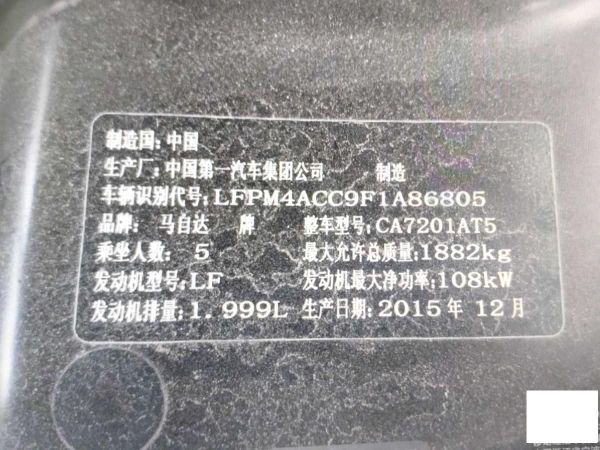 制造国:中国
生产厂:中国第一汽车集团公司 制造
车辆识别代号:LFPM4ACC9F1A86805
品牌: 马自达 牌 整车型号:CA7201AT5
乘坐人数: 5 最大允许总质量:1882kg
发动机型号:LF 发动机最大净功率:108kW
发动机排量:1.999L 生产日期:2015年 12月